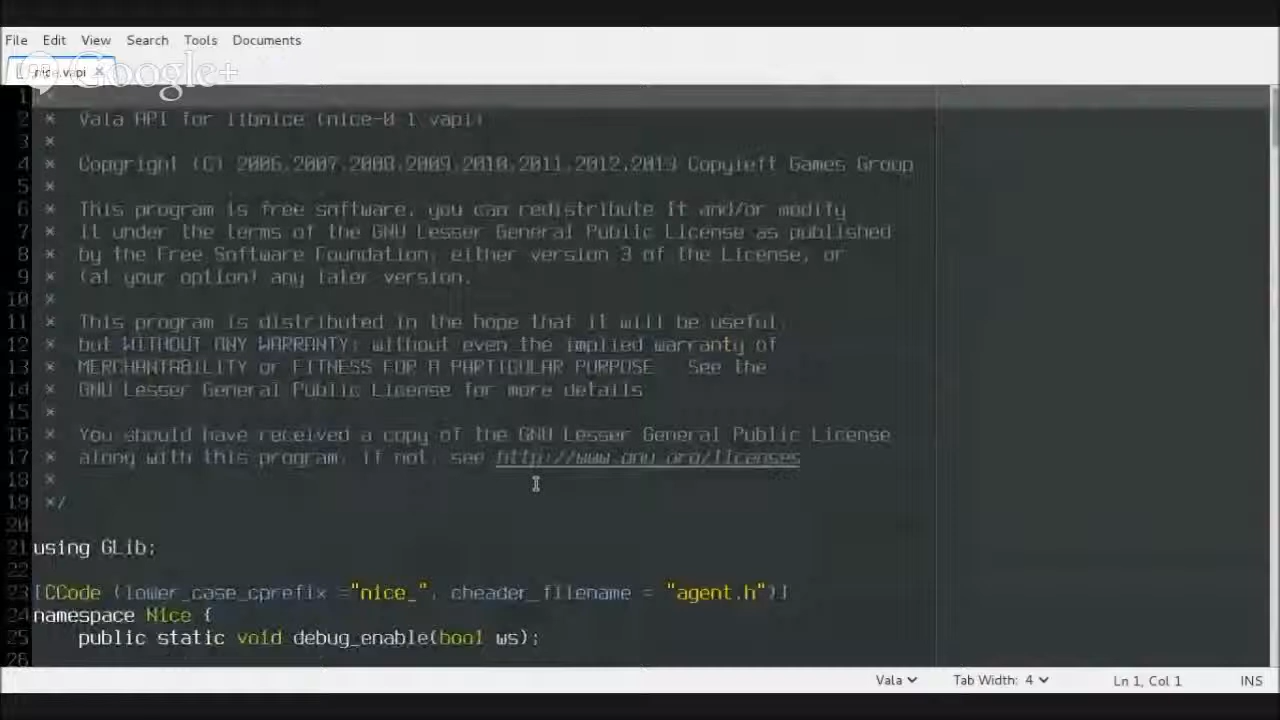 File Edit View Search Tools Documents
nice.vapi ×
Google+
1
2 * Vala API for libnice (nice-0.1.vapi)
3 *
4 * Copyright (C) 2006,2007,2008,2009,2010,2011,2012,2013 Copyleft Games Group
5 *
6 * This program is free software, you can redistribute it and/or modify
7 * it under the terms of the GNU Lesser General Public License as published
8 * by the Free Software Foundation, either version 3 of the License, or
9 * (at your option) any later version.
10 *
11 * This program is distributed in the hope that it will be useful,
12 * but WITHOUT ANY WARRANTY; without even the implied warranty of
13 * MERCHANTABILITY or FITNESS FOR A PARTICULAR PURPOSE  See the
14 * GNU Lesser General Public License for more details
15 *
16 * You should have received a copy of the GNU Lesser General Public License
17 * along with this program. If not, see http://www.gnu.org/licenses
18 *
19 */
20
21 using GLib;
22
23 [CCode (lower_case_cprefix ="nice_", cheader_filename = "agent.h")]
24 namespace Nice {
25 public static void debug_enable(bool ws);
26
Vala Tab Width: 4 Ln 1, Col 1 INS